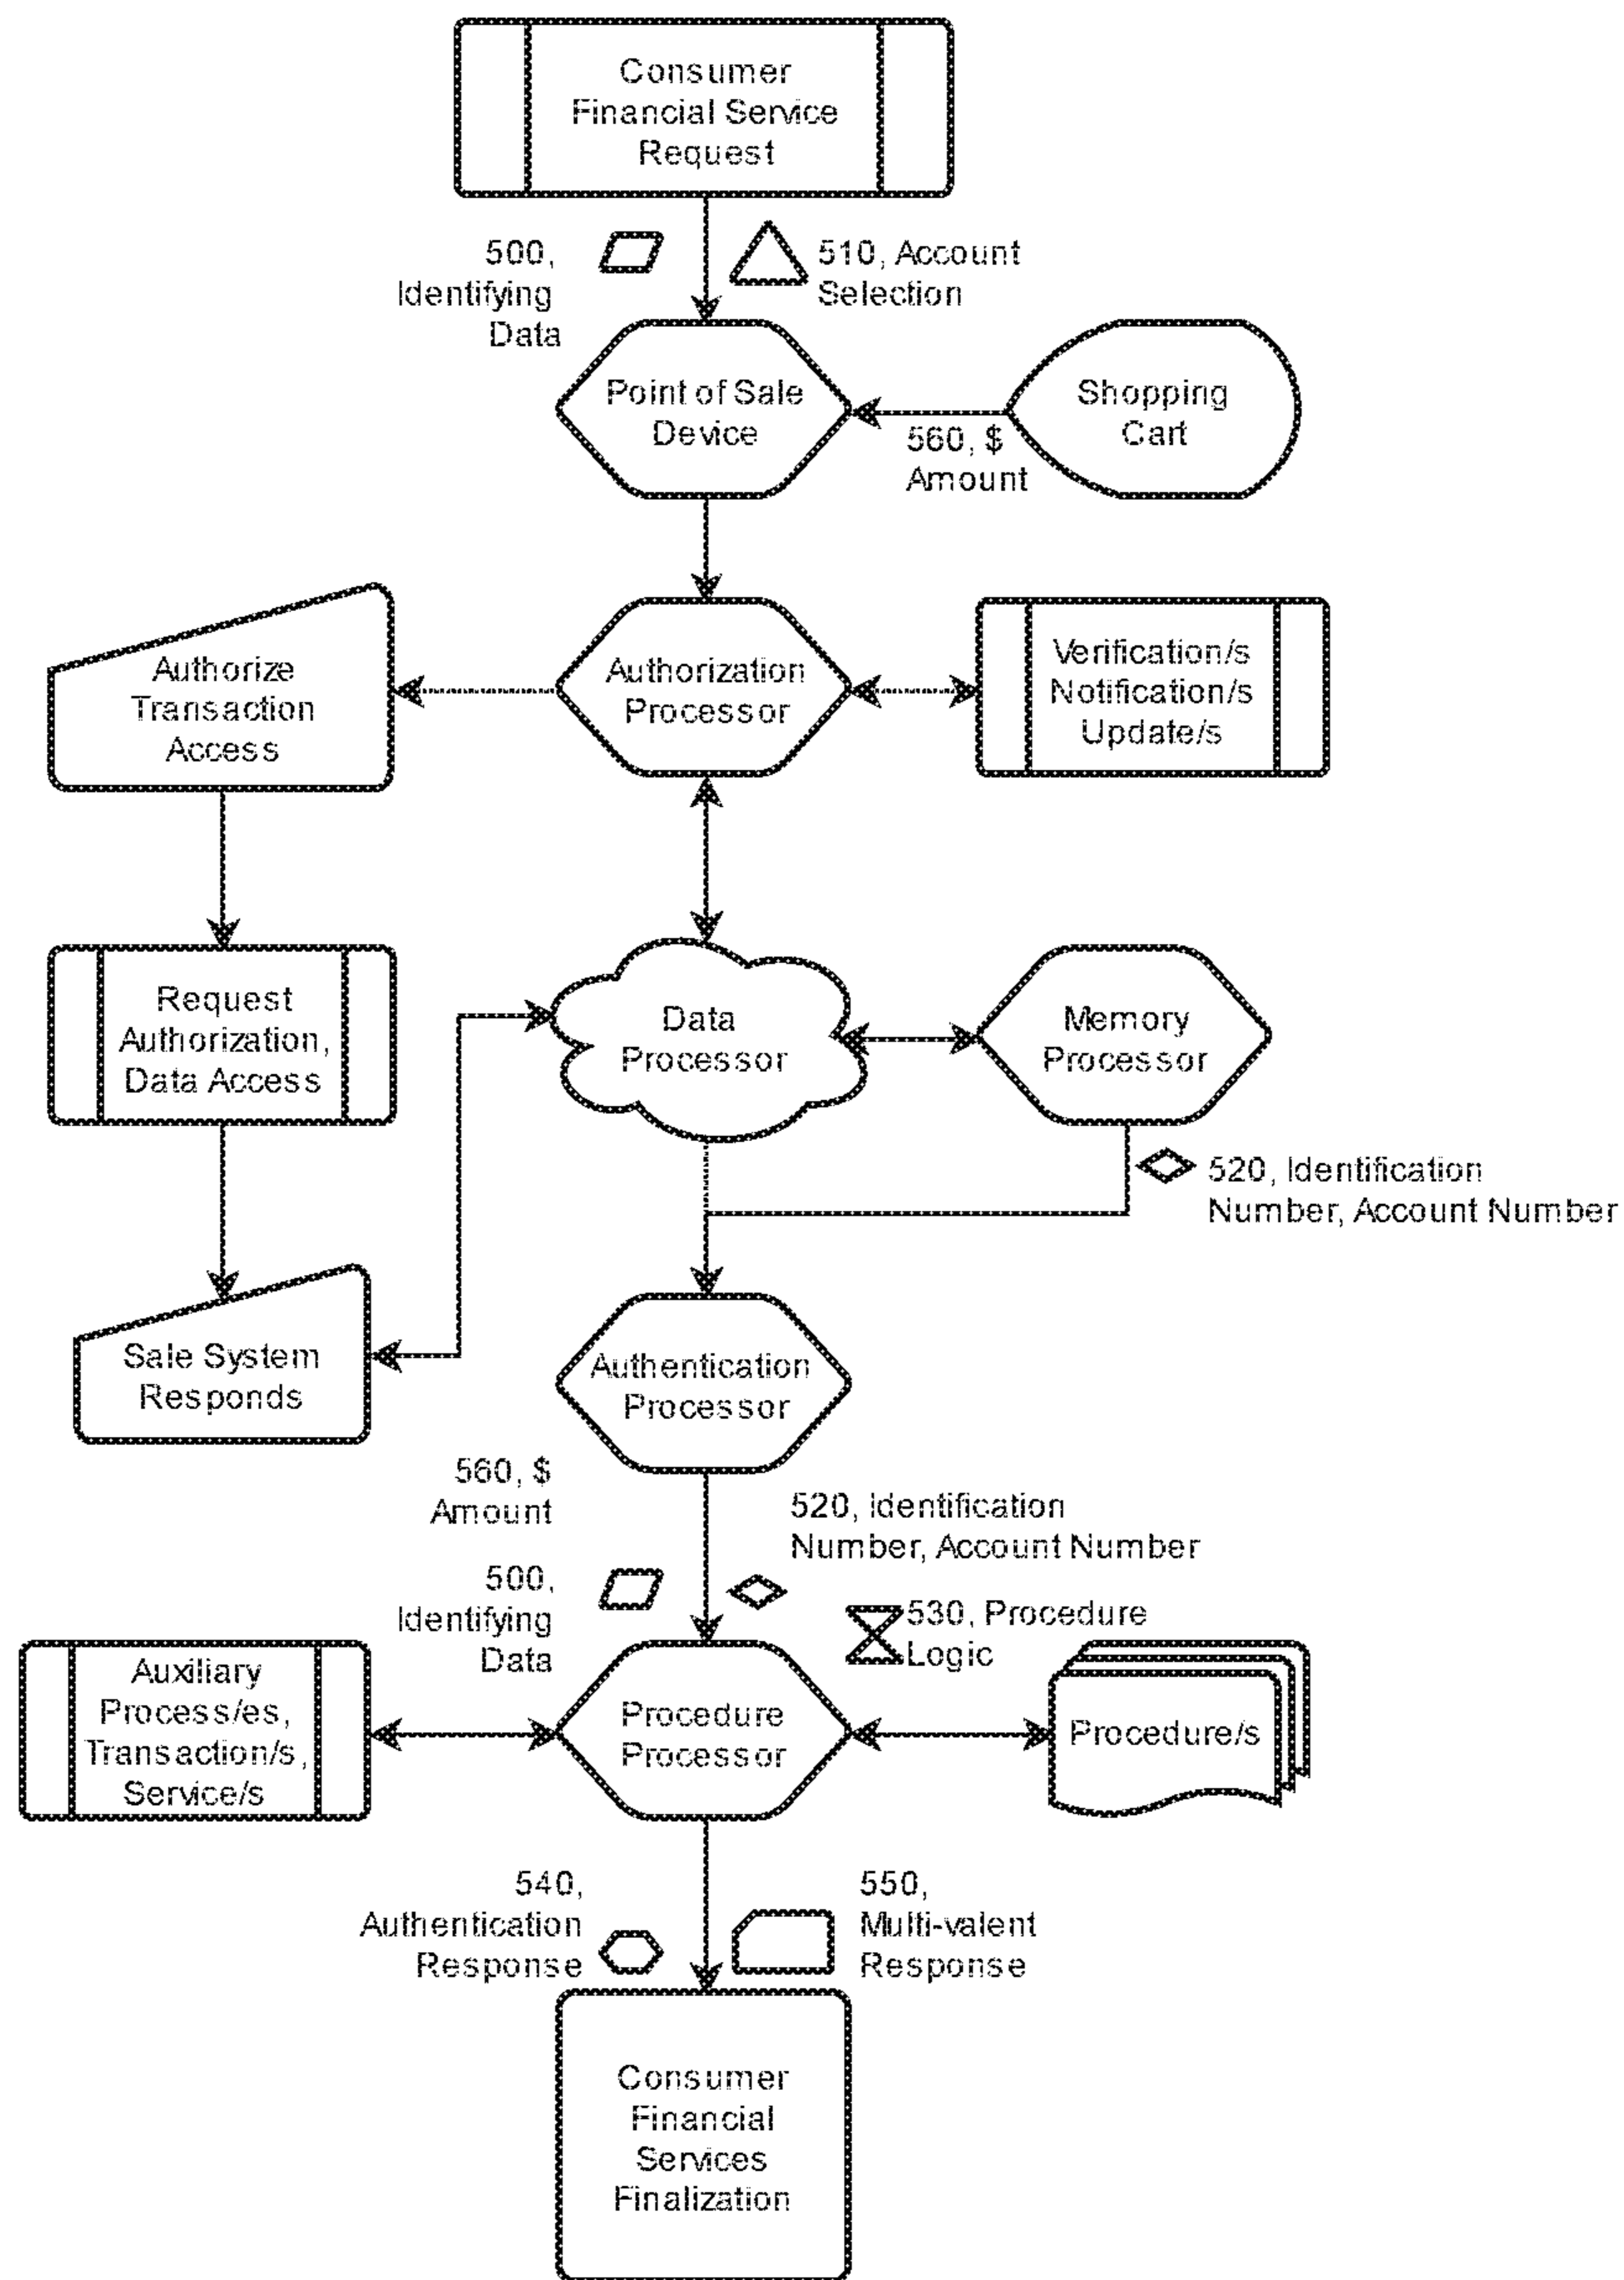 Consumer
Financial Service
Request
500,
Identifying
Data
510, Account
Selection
Point of Sale
Device
560, $
Amount
Shopping
Cart
Authorize
Transaction
Access
Authorization
Processor
Verification/s
Notification/s
Update/s
Request
Authorization,
Data Access
Data
Processor
Memory
Processor
520, Identification
Number, Account Number
Sale System
Responds
Authentication
Processor
560, $
Amount
520, Identification
Number, Account Number
500,
Identifying
Data
530, Procedure
Logic
Auxiliary
Process/es,
Transaction/s,
Service/s
Procedure
Processor
Procedure/s
540,
Authentication
Response
550,
Multi-valent
Response
Consumer
Financial
Services
Finalization